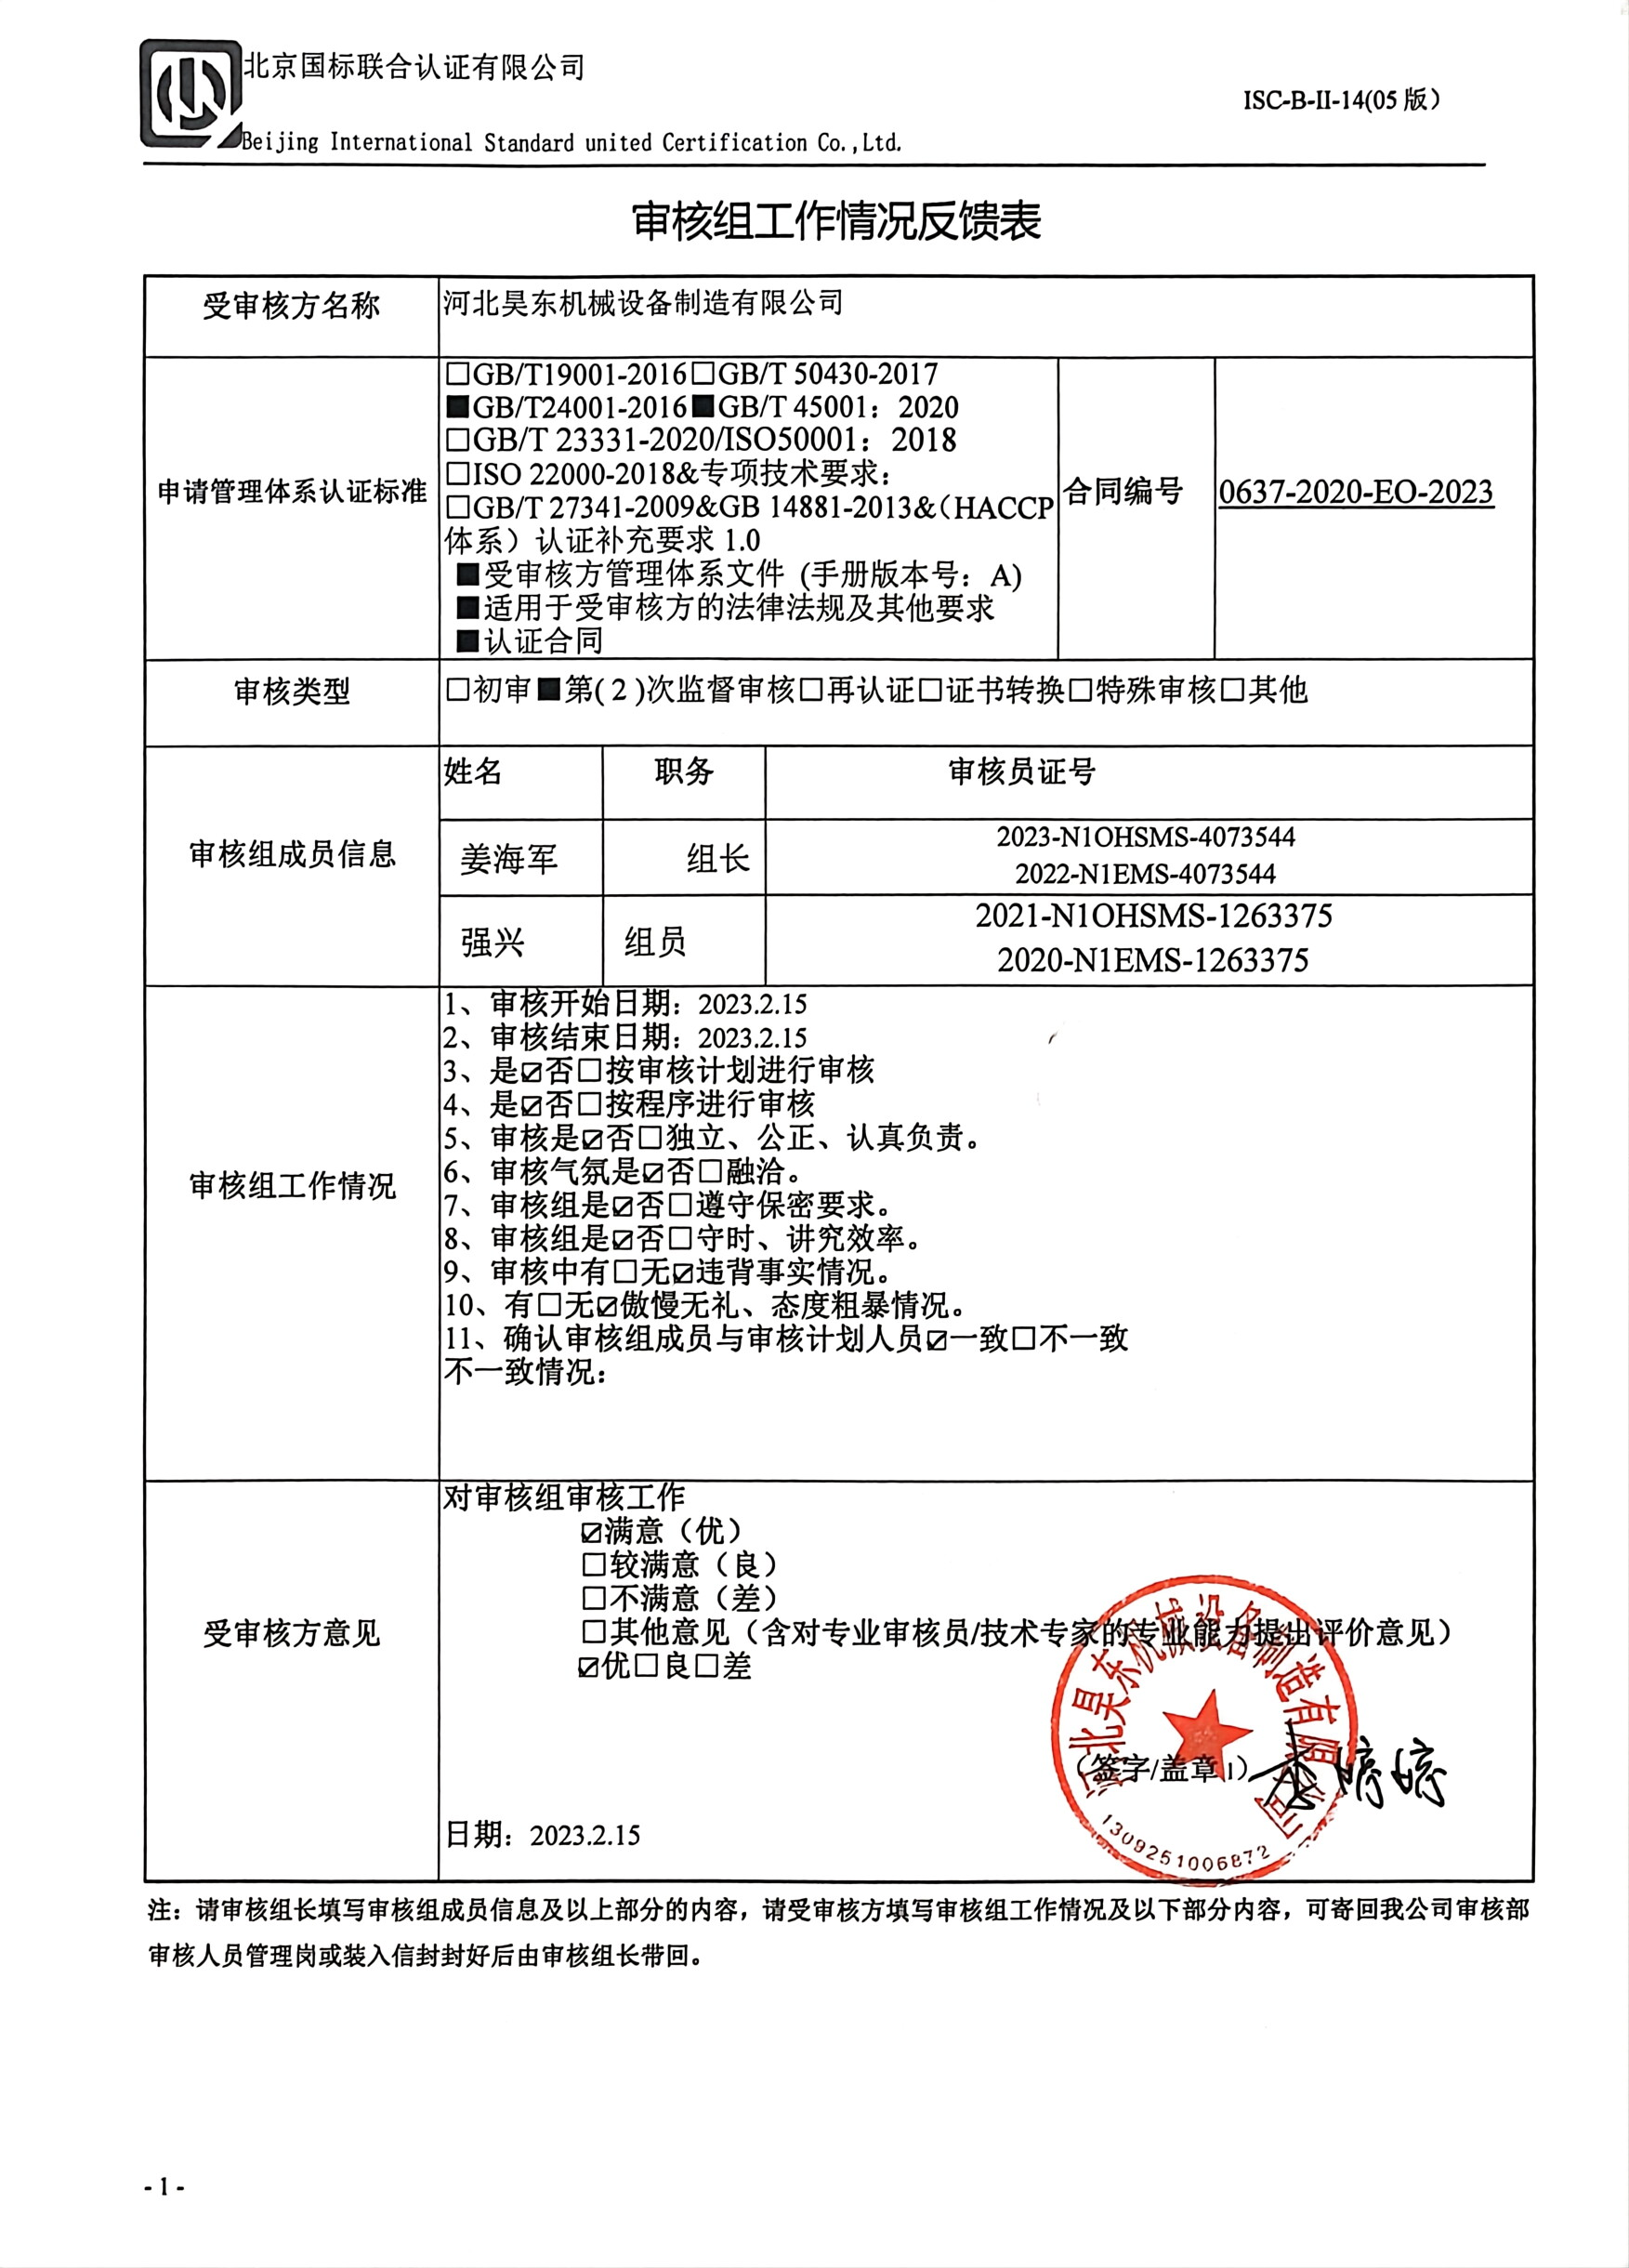 北京国标联合认证有限公司
ISC-B-II-14(05 版）
Beijing International Standard united Certification Co.,Ltd.
审核组工作情况反馈表
受审核方名称
河北昊东机械设备制造有限公司
申请管理体系认证标准
□GB/T19001-2016□GB/T 50430-2017
■GB/T24001-2016■GB/T 45001：2020
□GB/T 23331-2020/ISO50001：2018
□ISO 22000-2018&专项技术要求：
□GB/T 27341-2009&GB 14881-2013&（HACCP
体系）认证补充要求 1.0
■受审核方管理体系文件 (手册版本号：A)
■适用于受审核方的法律法规及其他要求
■认证合同
合同编号
0637-2020-EO-2023
审核类型
□初审■第( 2 )次监督审核□再认证□证书转换□特殊审核□其他
审核组成员信息
姓名 职务 审核员证号
姜海军 组长
2023-N1OHSMS-4073544
2022-N1EMS-4073544
强兴 组员
2021-N1OHSMS-1263375
2020-N1EMS-1263375
审核组工作情况
1、审核开始日期：2023.2.15
2、审核结束日期：2023.2.15
3、是☑否□按审核计划进行审核
4、是☑否□按程序进行审核
5、审核是☑否□独立、公正、认真负责。
6、审核气氛是☑否□融洽。
7、审核组是☑否□遵守保密要求。
8、审核组是☑否□守时、讲究效率。
9、审核中有□无☑违背事实情况。
10、有□无☑傲慢无礼、态度粗暴情况。
11、确认审核组成员与审核计划人员☑一致□不一致
不一致情况：
受审核方意见
对审核组审核工作
☑满意（优）
□较满意（良）
□不满意（差）
□其他意见（含对专业审核员/技术专家的专业能力提出评价意见）
☑优□良□差
河北昊东机械设备制造有限公司
（签字/盖章）
李婷婷
1309251006872
日期：2023.2.15
注：请审核组长填写审核组成员信息及以上部分的内容，请受审核方填写审核组工作情况及以下部分内容，可寄回我公司审核部
审核人员管理岗或装入信封封好后由审核组长带回。
- 1 -